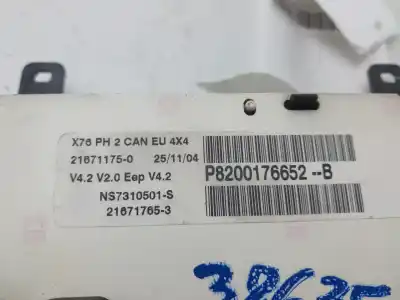 X76 PH 2 CAN EU 4X4
21671175-0 25/11/04
V4.2 V2.0 Eep V4.2
NS7310501-S
21671765-3
P8200176652--B